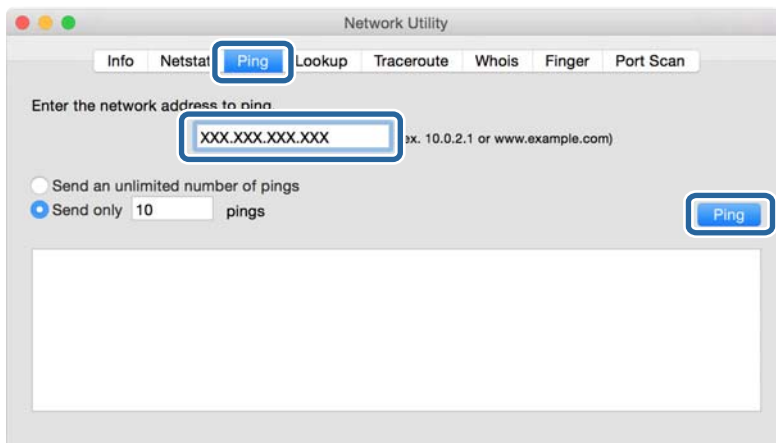 Network Utility
Info Netstat Ping Lookup Traceroute Whois Finger Port Scan
Enter the network address to ping
XXX.XXX.XXX.XXX ex. 10.0.2.1 or www.example.com)
Send an unlimited number of pings
Send only 10 pings
Ping